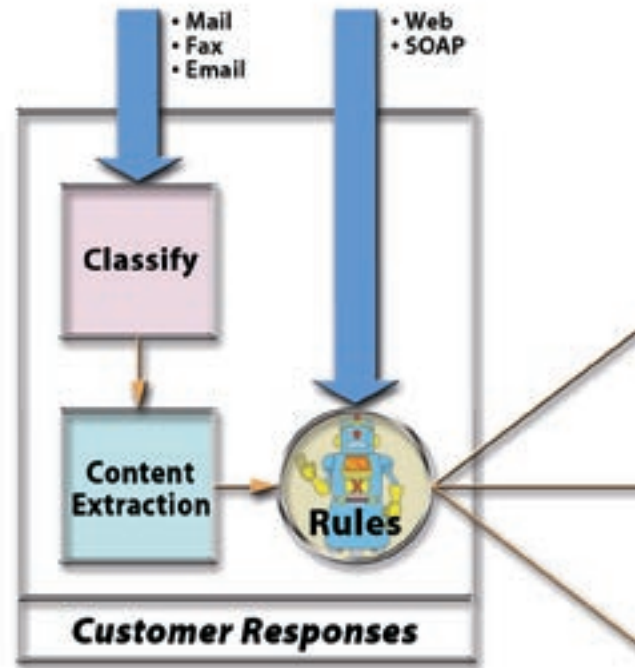 • Mail
• Fax
• Email
• Web
• SOAP
Classify
Content
Extraction
Rules
Customer Responses